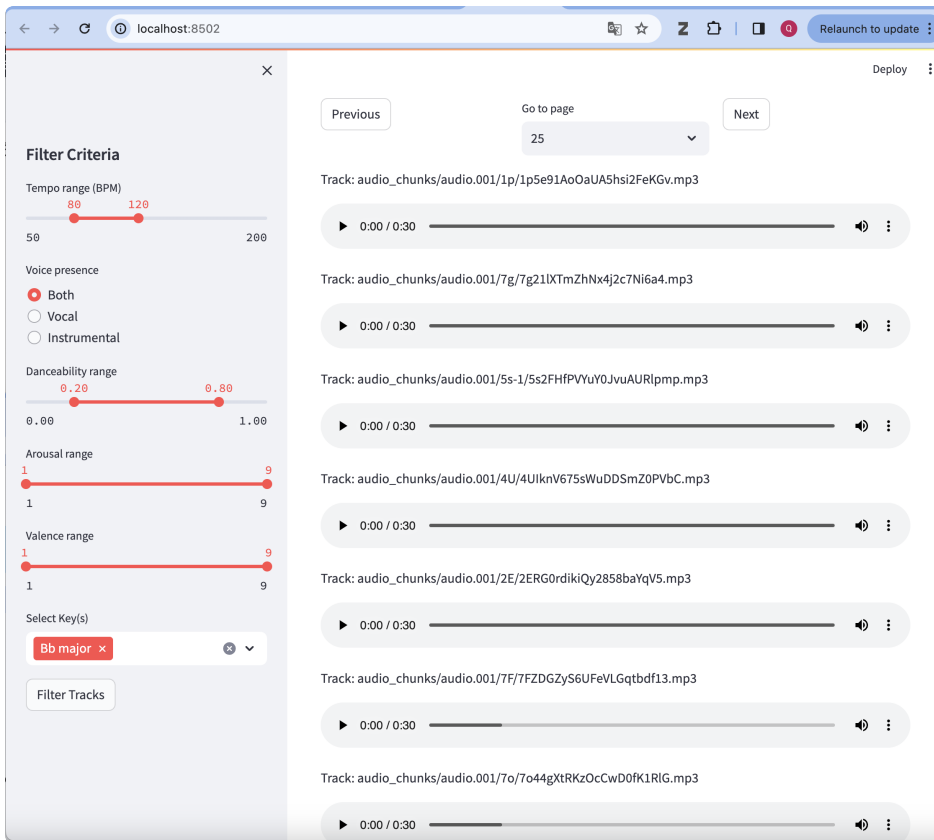 localhost:8502
Q
Relaunch to update
Deploy
Filter Criteria
Tempo range (BPM)
80 120
50 200
Voice presence
Both
Vocal
Instrumental
Danceability range
0.20 0.80
0.00 1.00
Arousal range
1 9
1 9
Valence range
1 9
1 9
Select Key(s)
Bb major
Filter Tracks
Previous
Go to page
25
Next
Track: audio_chunks/audio.001/1p/1p5e91AoOaUA5hsi2FeKGv.mp3
0:00 / 0:30
Track: audio_chunks/audio.001/7g/7g21lXTmZhNx4j2c7Ni6a4.mp3
0:00 / 0:30
Track: audio_chunks/audio.001/5s-1/5s2FHfPVYuY0JvuAURlpmp.mp3
0:00 / 0:30
Track: audio_chunks/audio.001/4U/4UIknV675sWuDDSmZ0PVbC.mp3
0:00 / 0:30
Track: audio_chunks/audio.001/2E/2ERG0rdikiQy2858baYqV5.mp3
0:00 / 0:30
Track: audio_chunks/audio.001/7F/7FZDGZyS6UFeVLGqtbdf13.mp3
0:00 / 0:30
Track: audio_chunks/audio.001/7o/7o44gXtRKzOcCwD0fK1RlG.mp3
0:00 / 0:30